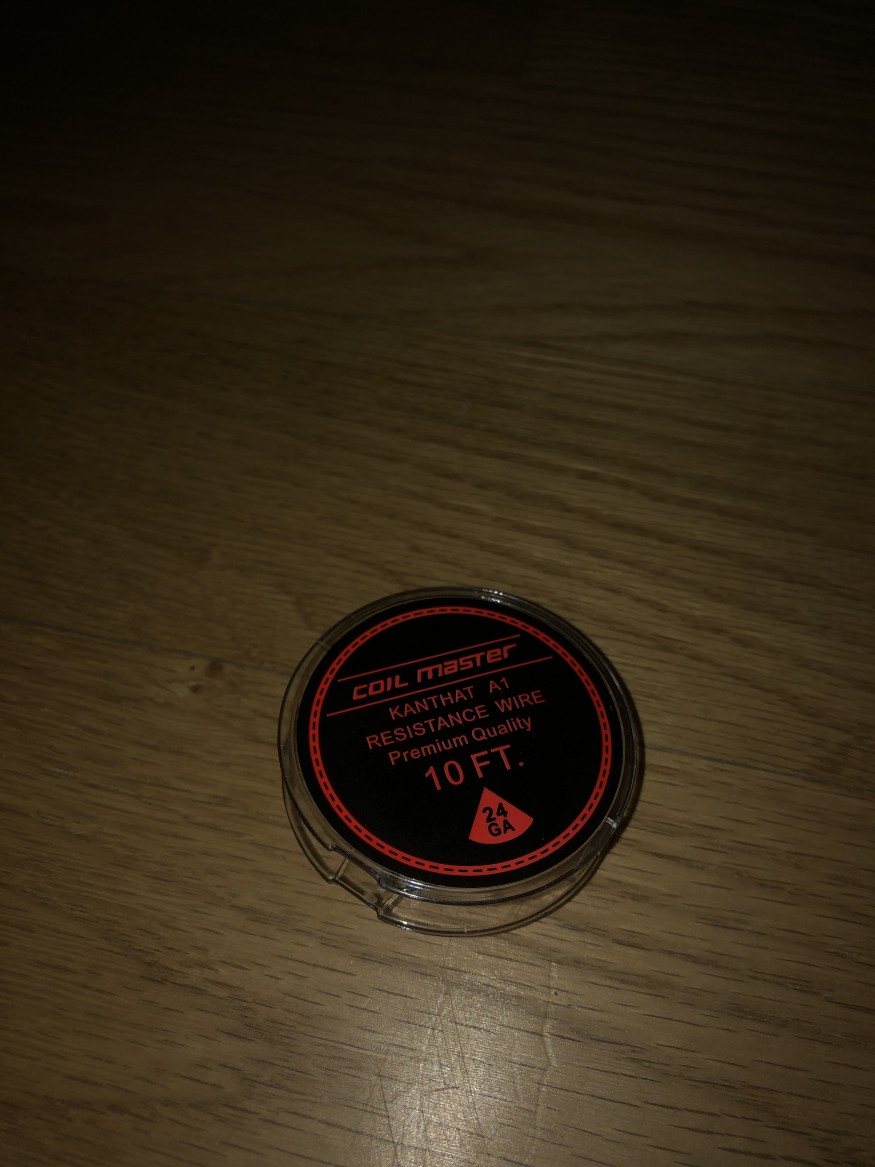 COIL MASTER
KANTHAT A1
RESISTANCE WIRE
Premium Quality
10 FT.
24
GA